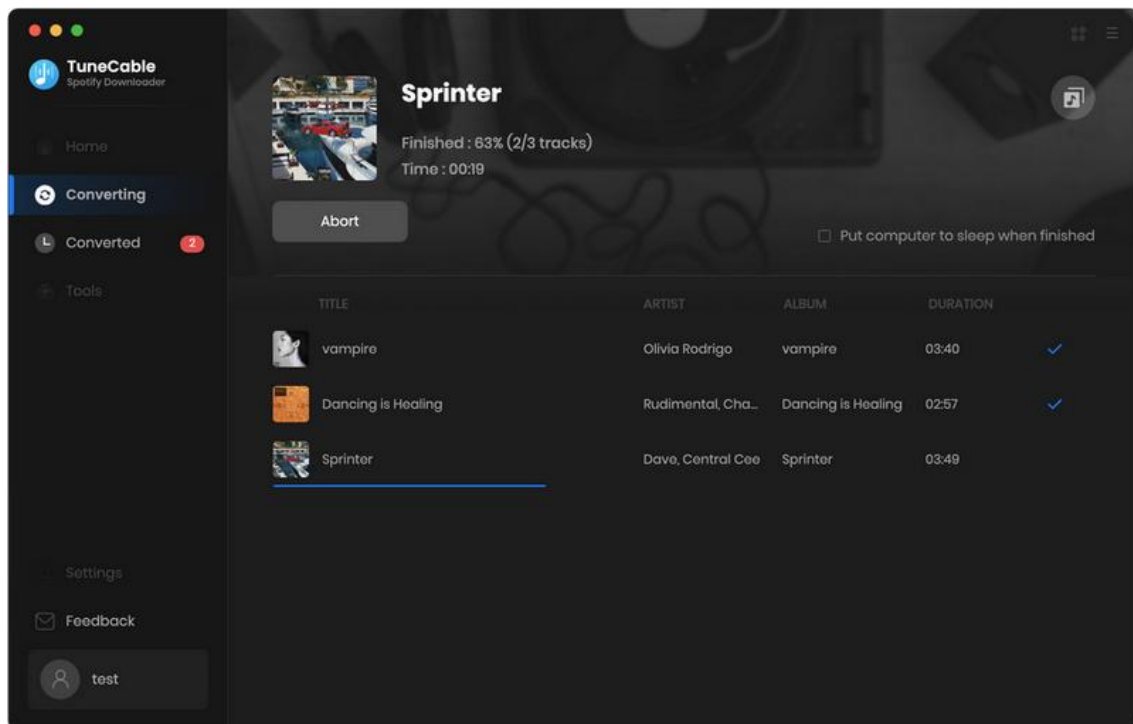 TuneCable
Spotify Downloader
Home
Converting
Converted 2
Tools
Settings
Feedback
test
Sprinter
Finished : 63% (2/3 tracks)
Time : 00:19
Abort
Put computer to sleep when finished
TITLE ARTIST ALBUM DURATION
vampire Olivia Rodrigo vampire 03:40
Dancing is Healing Rudimental, Cha... Dancing is Healing 02:57
Sprinter Dave, Central Cee Sprinter 03:49